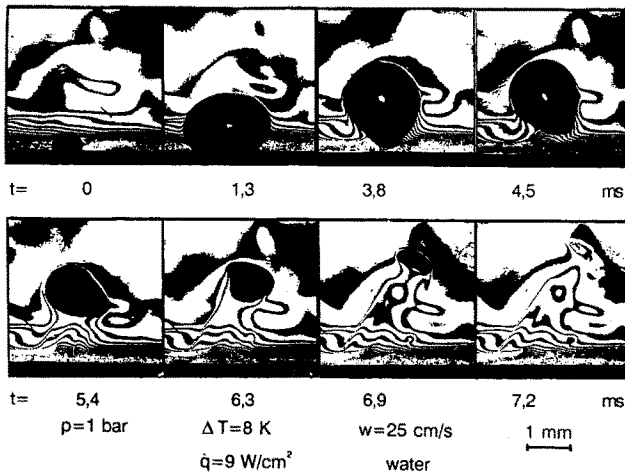 t= 0 1,3 3,8 4,5 ms
t= 5,4 6,3 6,9 7,2 ms
p=1 bar ΔT=8 K w=25 cm/s 1 mm
q̇=9 W/cm² water